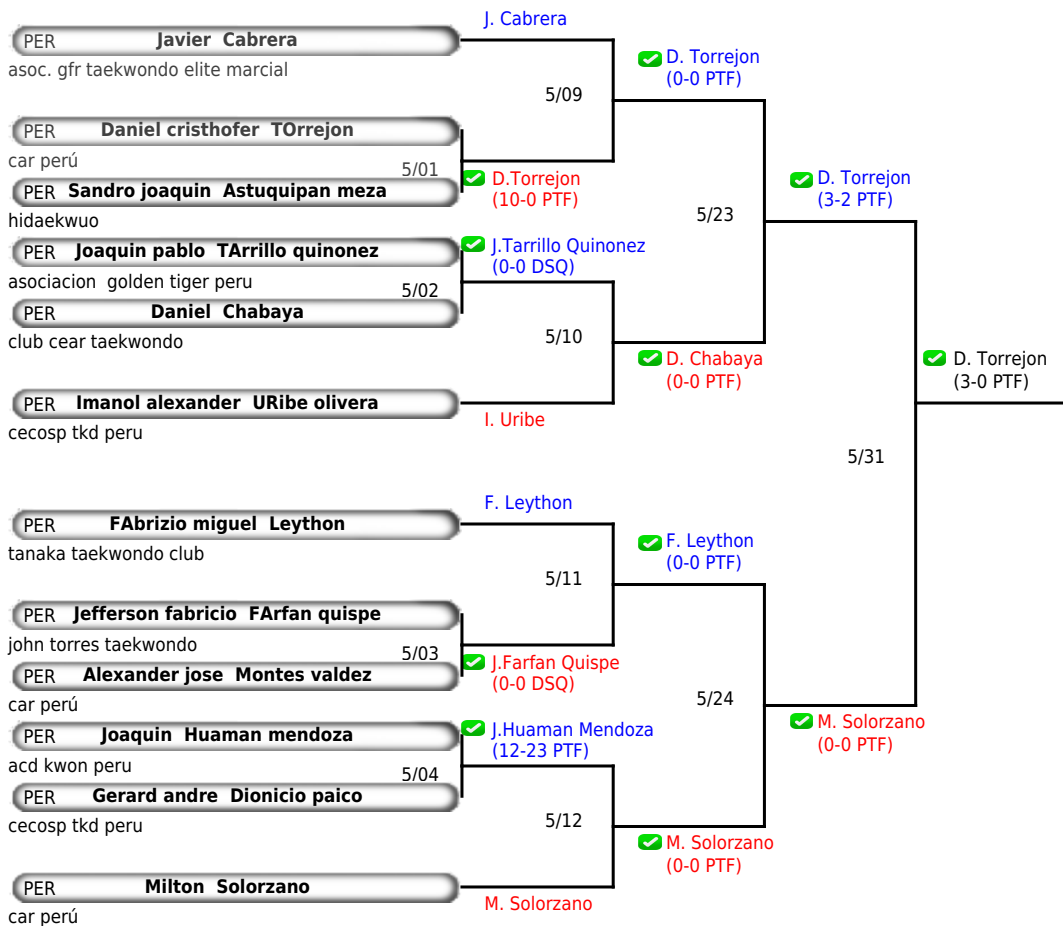 J. Cabrera
PER Javier Cabrera
asoc. gfr taekwondo elite marcial
D. Torrejon
(0-0 PTF)
5/09
PER Daniel cristhofer TOrrejon
car perú
5/01
D.Torrejon
(10-0 PTF)
PER Sandro joaquin Astuquipan meza
hidaekwuo
D. Torrejon
(3-2 PTF)
5/23
PER Joaquin pablo TArrillo quinonez
asociacion golden tiger peru
J.Tarrillo Quinonez
(0-0 DSQ)
5/02
PER Daniel Chabaya
club cear taekwondo
5/10
D. Chabaya
(0-0 PTF)
D. Torrejon
(3-0 PTF)
PER Imanol alexander URibe olivera
cecosp tkd peru
I. Uribe
5/31
F. Leython
PER FAbrizio miguel Leython
tanaka taekwondo club
F. Leython
(0-0 PTF)
5/11
PER Jefferson fabricio FArfan quispe
john torres taekwondo
5/03
J.Farfan Quispe
(0-0 DSQ)
PER Alexander jose Montes valdez
car perú
5/24
M. Solorzano
(0-0 PTF)
PER Joaquin Huaman mendoza
acd kwon peru
J.Huaman Mendoza
(12-23 PTF)
5/04
PER Gerard andre Dionicio paico
cecosp tkd peru
5/12
M. Solorzano
(0-0 PTF)
PER Milton Solorzano
car perú
M. Solorzano